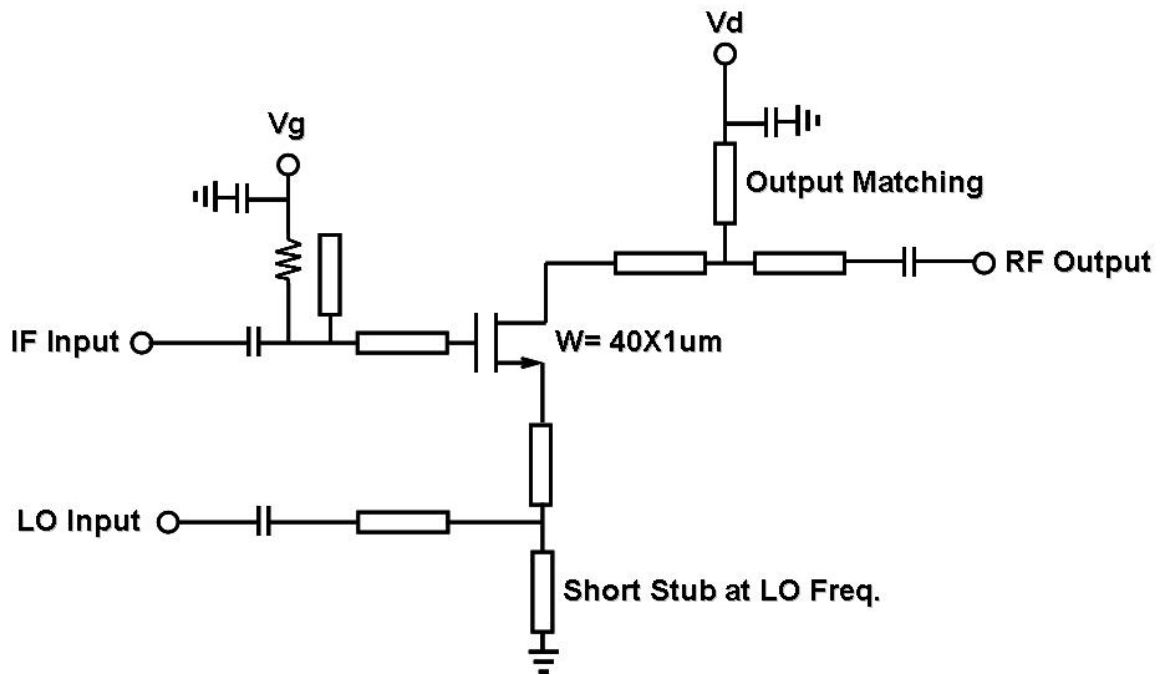 Vd
Vg
Output Matching
RF Output
IF Input
W= 40X1um
LO Input
Short Stub at LO Freq.